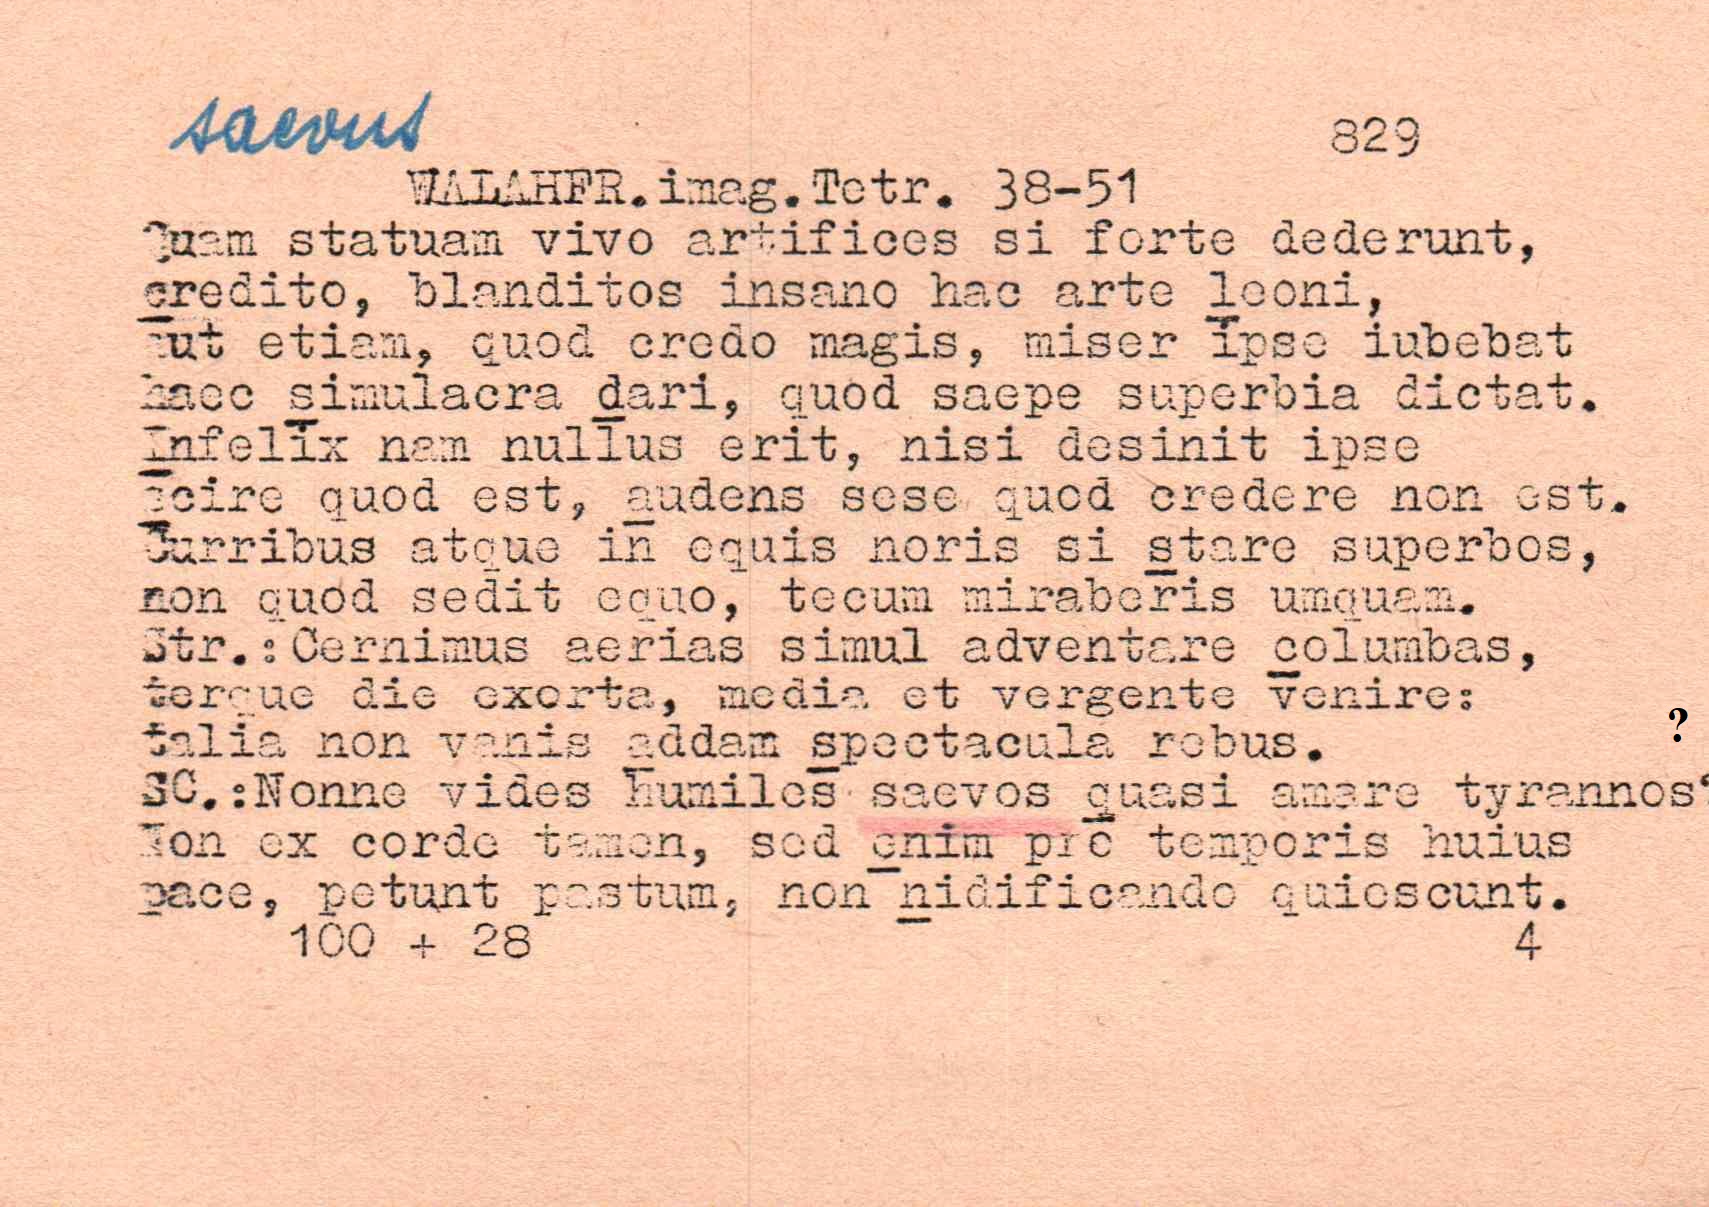 saevus
829
WALAHFR.imag.Tetr. 38-51
Quam statuam vivo artifices si forte dederunt,
credito, blanditos insano hac arte leoni,
aut etiam, quod credo magis, miser ipse iubebat
haec simulacra dari, quod saepe superbia dictat.
Infelix nam nullus erit, nisi desinit ipse
scire quod est, audens sese quod credere non est.
Curribus atque in equis noris si stare superbos,
non quod sedit equo, tecum miraberis umquam.
Str.:Cernimus aerias simul adventare columbas,
terque die exorta, media et vergente venire:
talia non vanis addam spectacula rebus.
?
SC.:Nonne vides humiles saevos quasi amare tyrannos?
Non ex corde tamen, sed enim pro temporis huius
pace, petunt pastum, non nidificando quiescunt.
100 + 28 4